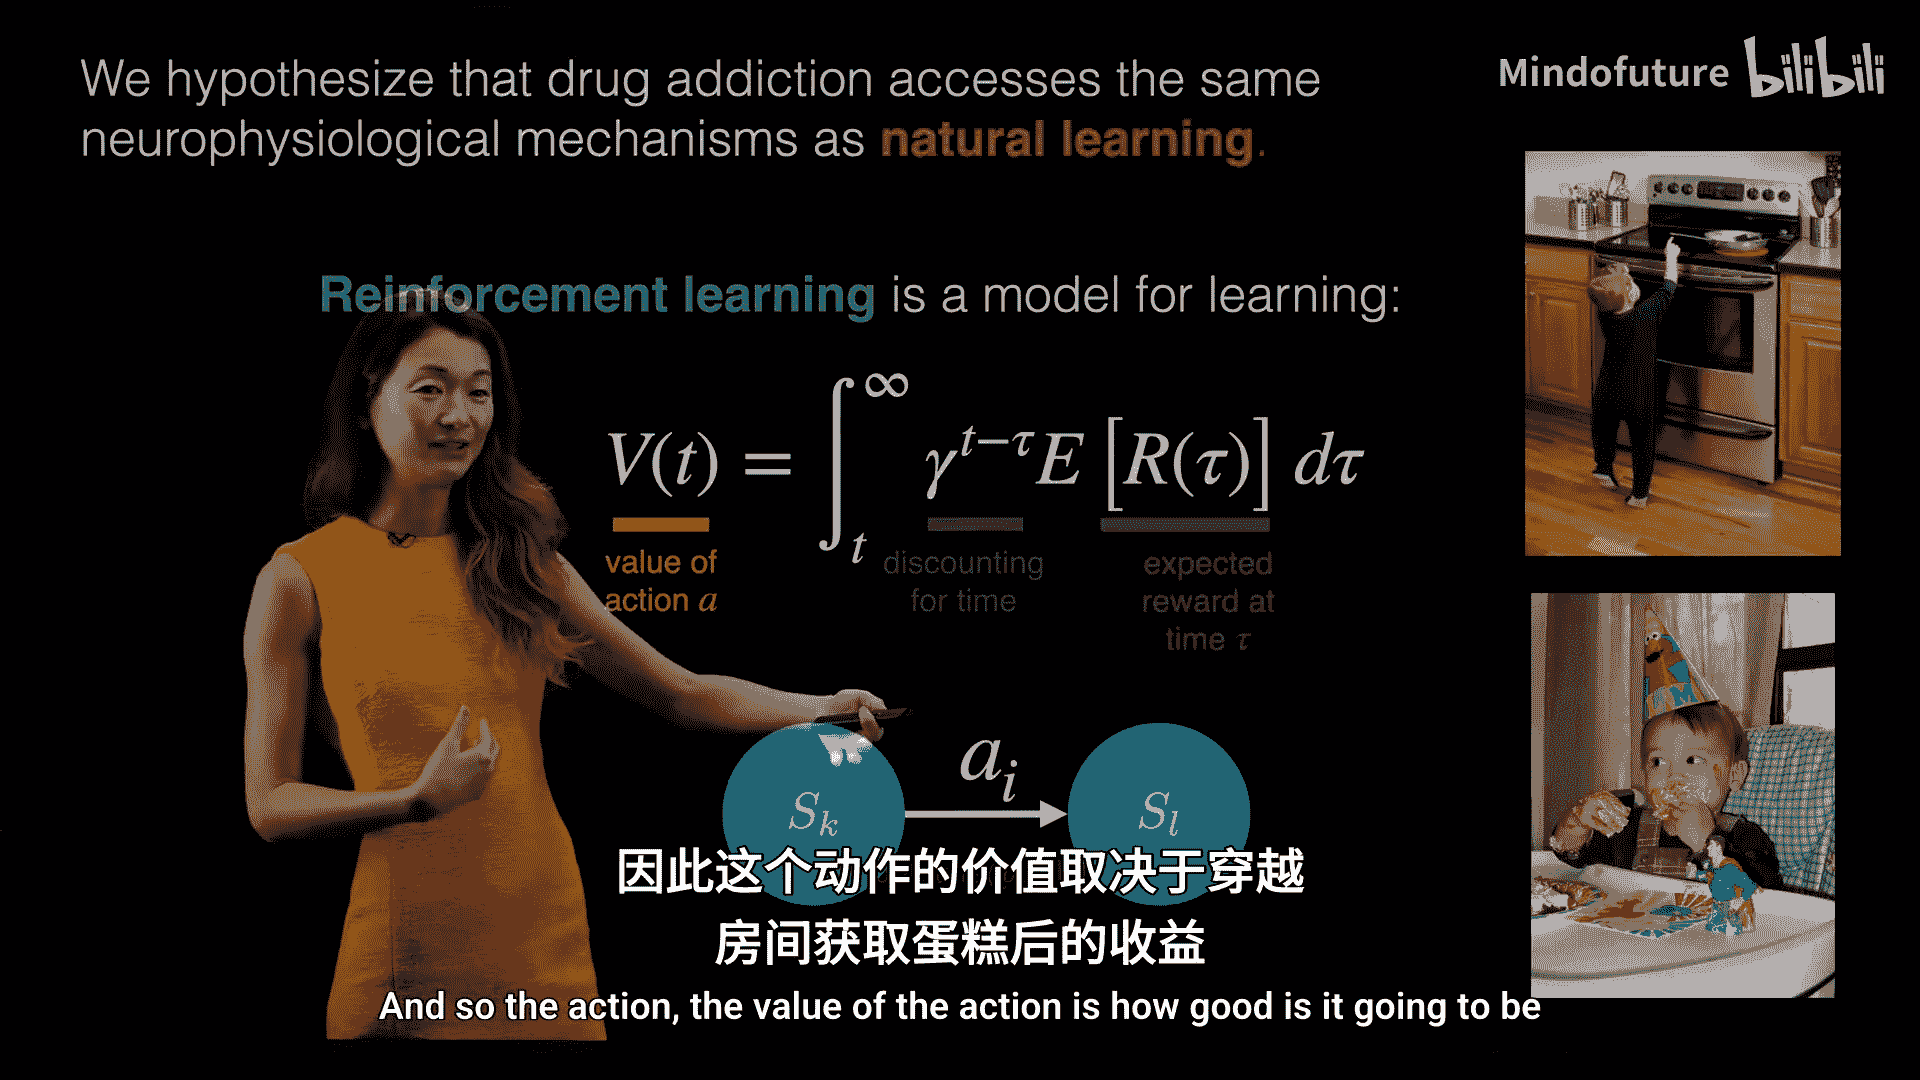 We hypothesize that drug addiction accesses the same
neurophysiological mechanisms as natural learning.
Mindofuture bilibili
Reinforcement learning is a model for learning:
V(t) = ∫_t^∞ γ^{t−τ} E [R(τ)] dτ
value of
action a
discounting
for time
expected
reward at
time τ
S_k
a_i
S_l
因此这个动作的价值取决于穿越
房间获取蛋糕后的收益
And so the action, the value of the action is how good is it going to be
M